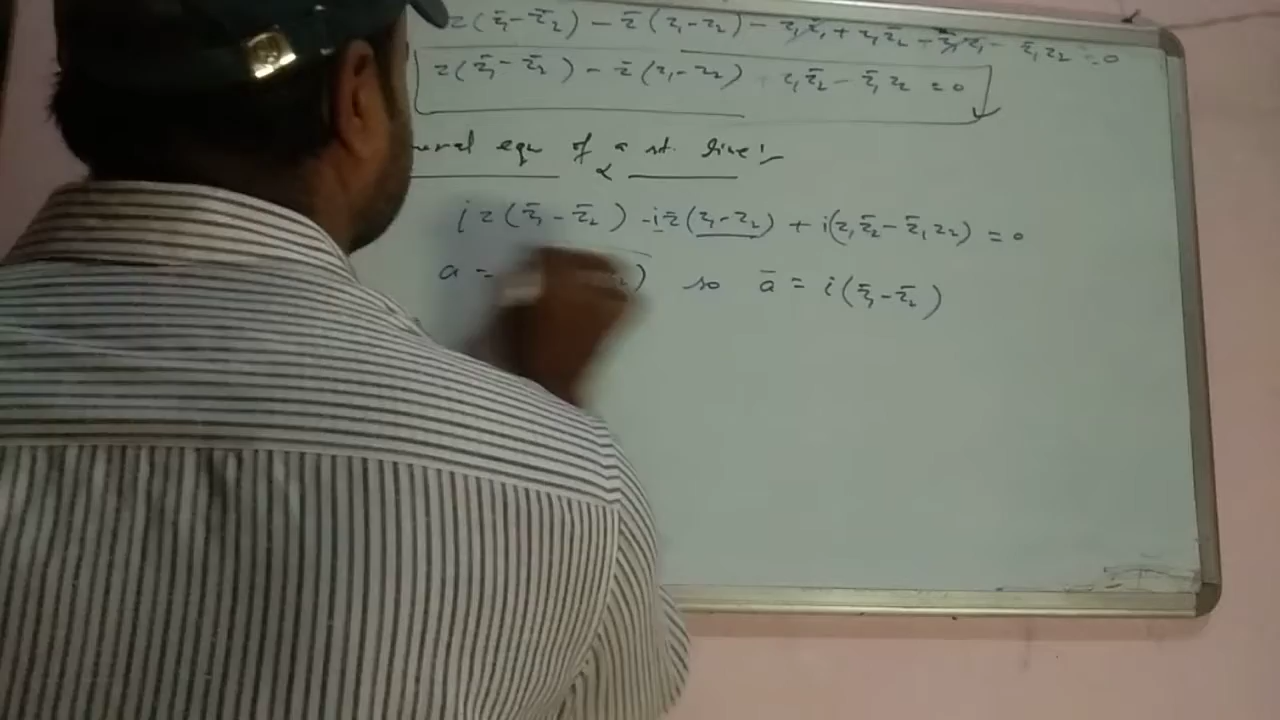 z(z̄₁-z̄₂) - z̄(z₁-z₂) - z₁z̄₁ + z₁z̄₂ - z̄₁z₂ = 0
z(z̄₁-z̄₂) - z̄(z₁-z₂) z₁z̄₂ - z̄₁z₂ = 0
eqn of a st. line:
iz(z̄₁-z̄₂) - iz̄(z₁-z₂) + i(z₁z̄₂ - z̄₁z₂) = 0
a = so ā = i(z̄₁-z̄₂)